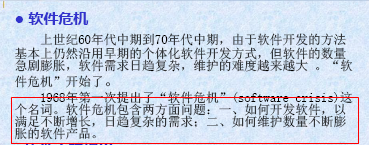 ● 软件危机
上世纪60年代中期到70年代中期，由于软件开发的方法
基本上仍然沿用早期的个体化软件开发方式，但软件的数量
急剧膨胀，软件需求日趋复杂，维护的难度越来越大 。“软
件危机”开始了。
1968年第一次提出了“软件危机”(software crisis)这
个名词。软件危机包含两方面问题：一、如何开发软件，以
满足不断增长，日趋复杂的需求；二、如何维护数量不断膨
胀的软件产品。